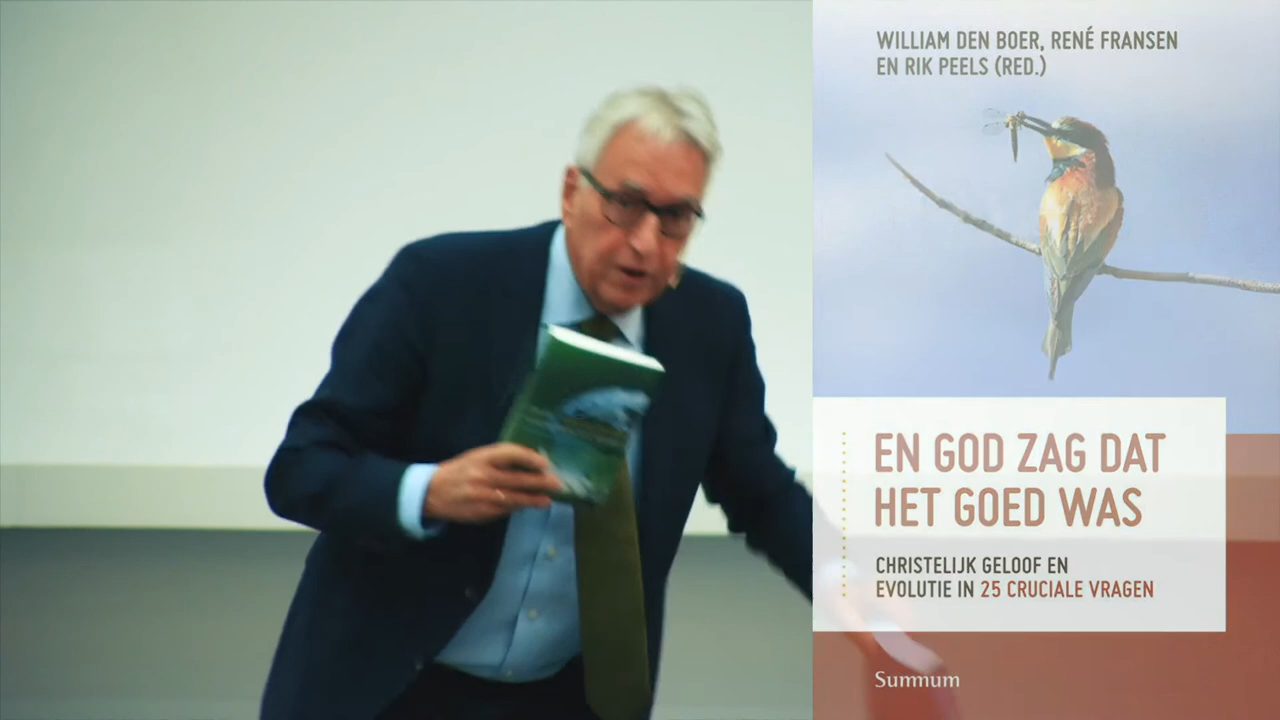 WILLIAM DEN BOER, RENÉ FRANSEN
EN RIK PEELS (RED.)
EN GOD ZAG DAT
HET GOED WAS
CHRISTELIJK GELOOF EN
EVOLUTIE IN 25 CRUCIALE VRAGEN
Summum